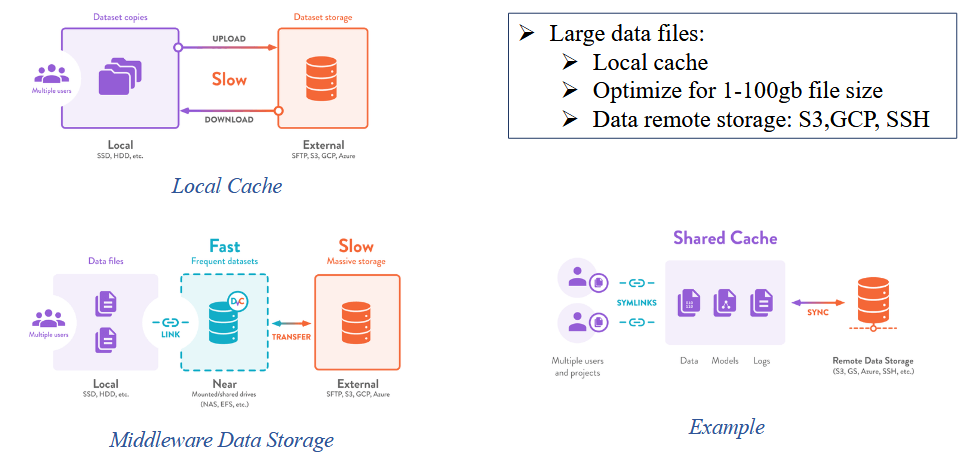 Dataset copies
Dataset storage
UPLOAD
Slow
Multiple users
DOWNLOAD
Local
SSD, HDD, etc.
External
SFTP, S3, GCP, Azure
Local Cache
➢ Large data files:
➢ Local cache
➢ Optimize for 1-100gb file size
➢ Data remote storage: S3,GCP, SSH
Fast
Slow
Data files
Frequent datasets
Massive storage
DVC
Multiple users
LINK
TRANSFER
Local
SSD, HDD, etc.
Near
Mounted/shared drives
(NAS, EFS, etc.)
External
SFTP, S3, GCP, Azure
Middleware Data Storage
Shared Cache
SYMLINKS
SYNC
Multiple users
and projects
Data
Models
Logs
Remote Data Storage
(S3, GS, Azure, SSH, etc.)
Example